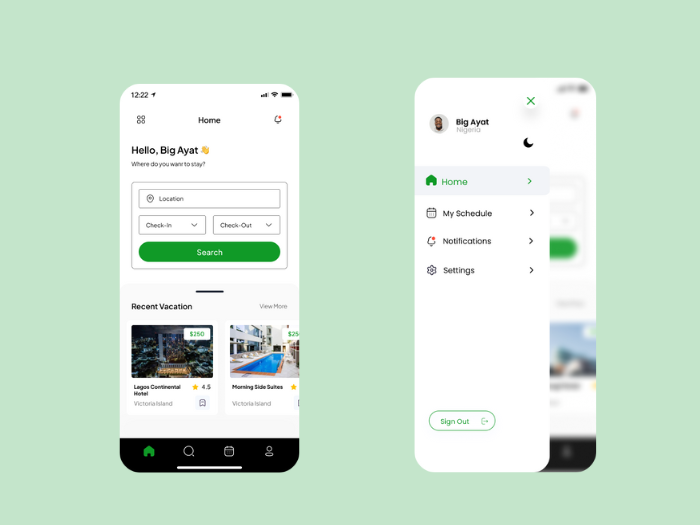 12:22
Home
Hello, Big Ayat 👋
Where do you want to stay?
Location
Check-In
Check-Out
Search
Recent Vacation
View More
$250
Lagos Continental
Hotel
4.5
Victoria Island
$25
Morning Side Suites
Victoria Island
Big Ayat
Nigeria
Home
My Schedule
Notifications
Settings
Sign Out